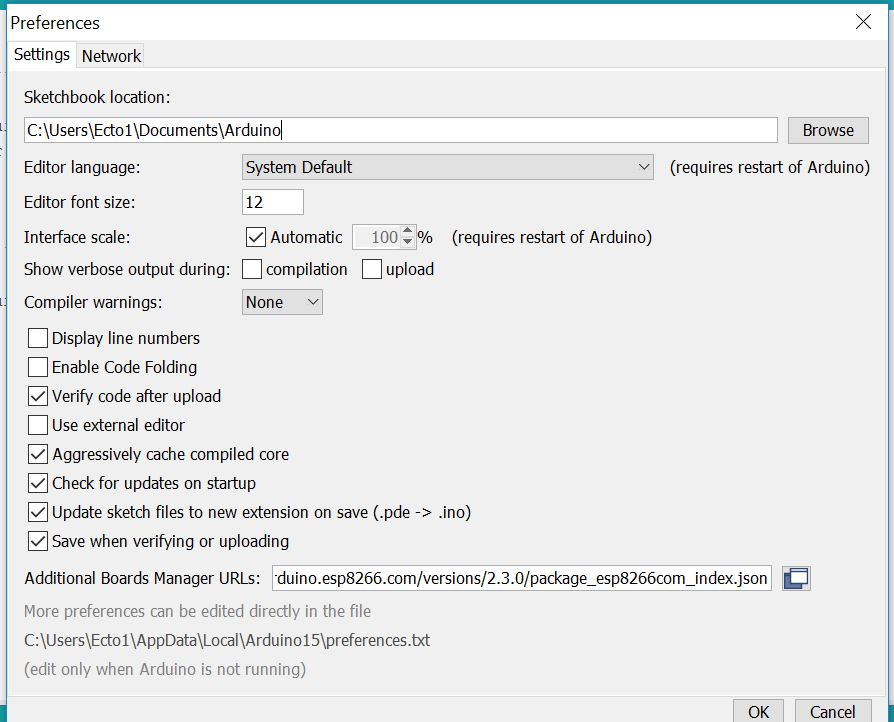 Preferences
Settings Network
Sketchbook location:
C:\Users\Ecto1\Documents\Arduino Browse
Editor language: System Default (requires restart of Arduino)
Editor font size: 12
Interface scale: Automatic 100 % (requires restart of Arduino)
Show verbose output during: compilation upload
Compiler warnings: None
Display line numbers
Enable Code Folding
Verify code after upload
Use external editor
Aggressively cache compiled core
Check for updates on startup
Update sketch files to new extension on save (.pde -> .ino)
Save when verifying or uploading
Additional Boards Manager URLs: duino.esp8266.com/versions/2.3.0/package_esp8266com_index.json
More preferences can be edited directly in the file
C:\Users\Ecto1\AppData\Local\Arduino15\preferences.txt
(edit only when Arduino is not running)
OK Cancel